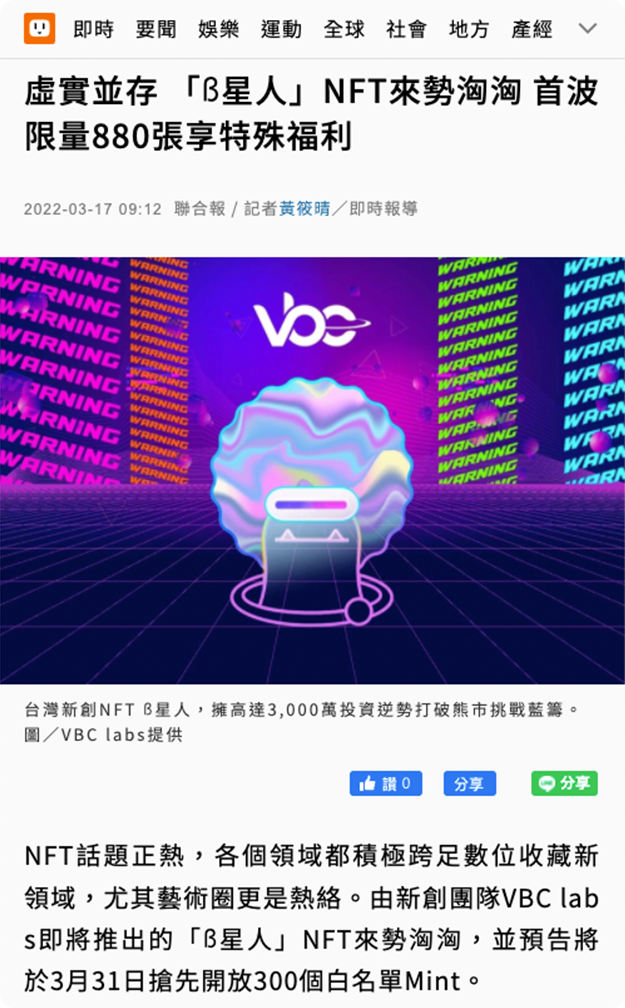 即時 要聞 娛樂 運動 全球 社會 地方 產經
虛實並存 「ß星人」NFT來勢洶洶 首波
限量880張享特殊福利
2022-03-17 09:12 聯合報 / 記者黃筱晴／即時報導
WARNING WARNING WARNING WARNING
VBC
台灣新創NFT ß星人，擁高達3,000萬投資逆勢打破熊市挑戰藍籌。
圖／VBC labs提供
讚 0 分享 分享
NFT話題正熱，各個領域都積極跨足數位收藏新
領域，尤其藝術圈更是熱絡。由新創團隊VBC lab
s即將推出的「ß星人」NFT來勢洶洶，並預告將
於3月31日搶先開放300個白名單Mint。